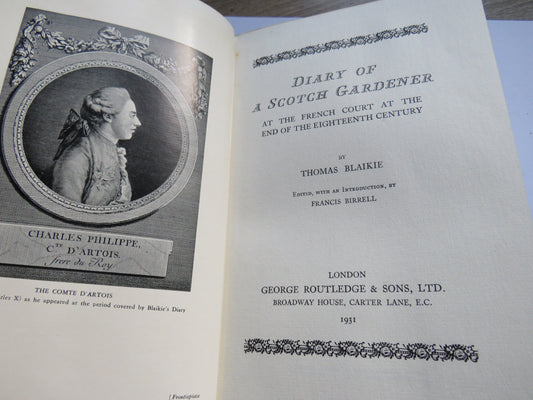 CHARLES PHILIPPE,
Cte D'ARTOIS.
frere du Roy
THE COMTE D'ARTOIS
X) as he appeared at the period covered by Blaikie's Diary
[Frontispiece
DIARY OF
A SCOTCH GARDENER
AT THE FRENCH COURT AT THE
END OF THE EIGHTEENTH CENTURY
BY
THOMAS BLAIKIE
Edited, with an Introduction, by
FRANCIS BIRRELL
LONDON
GEORGE ROUTLEDGE & SONS, LTD.
BROADWAY HOUSE, CARTER LANE, E.C.
1931